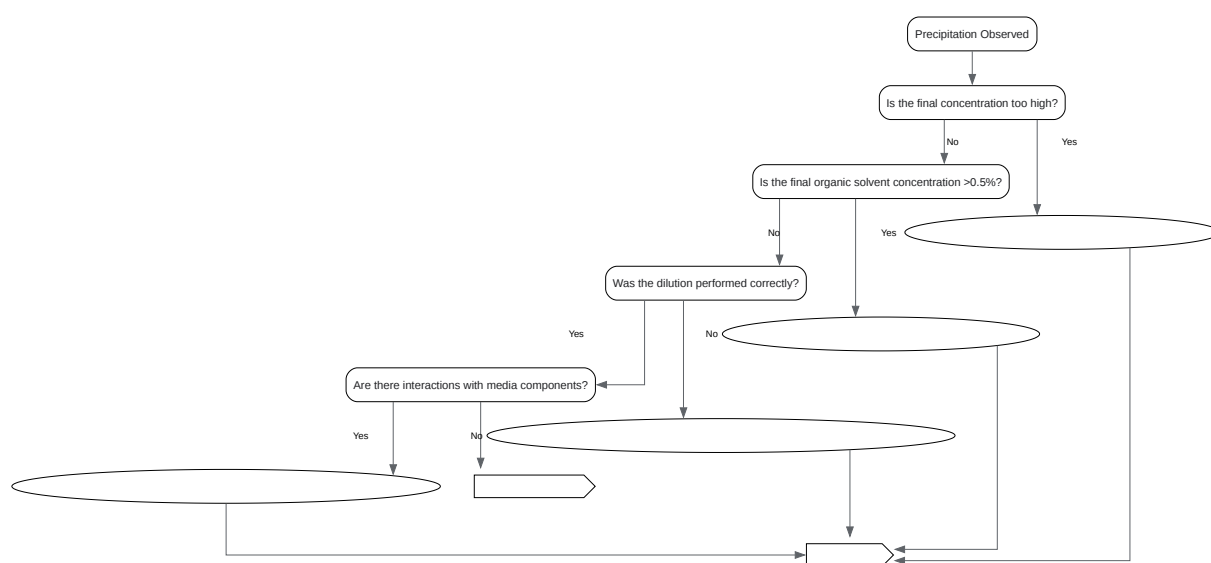 Precipitation Observed
Is the final concentration too high?
No
Yes
Is the final organic solvent concentration >0.5%?
No
Yes
Was the dilution performed correctly?
Yes
No
Are there interactions with media components?
Yes
No